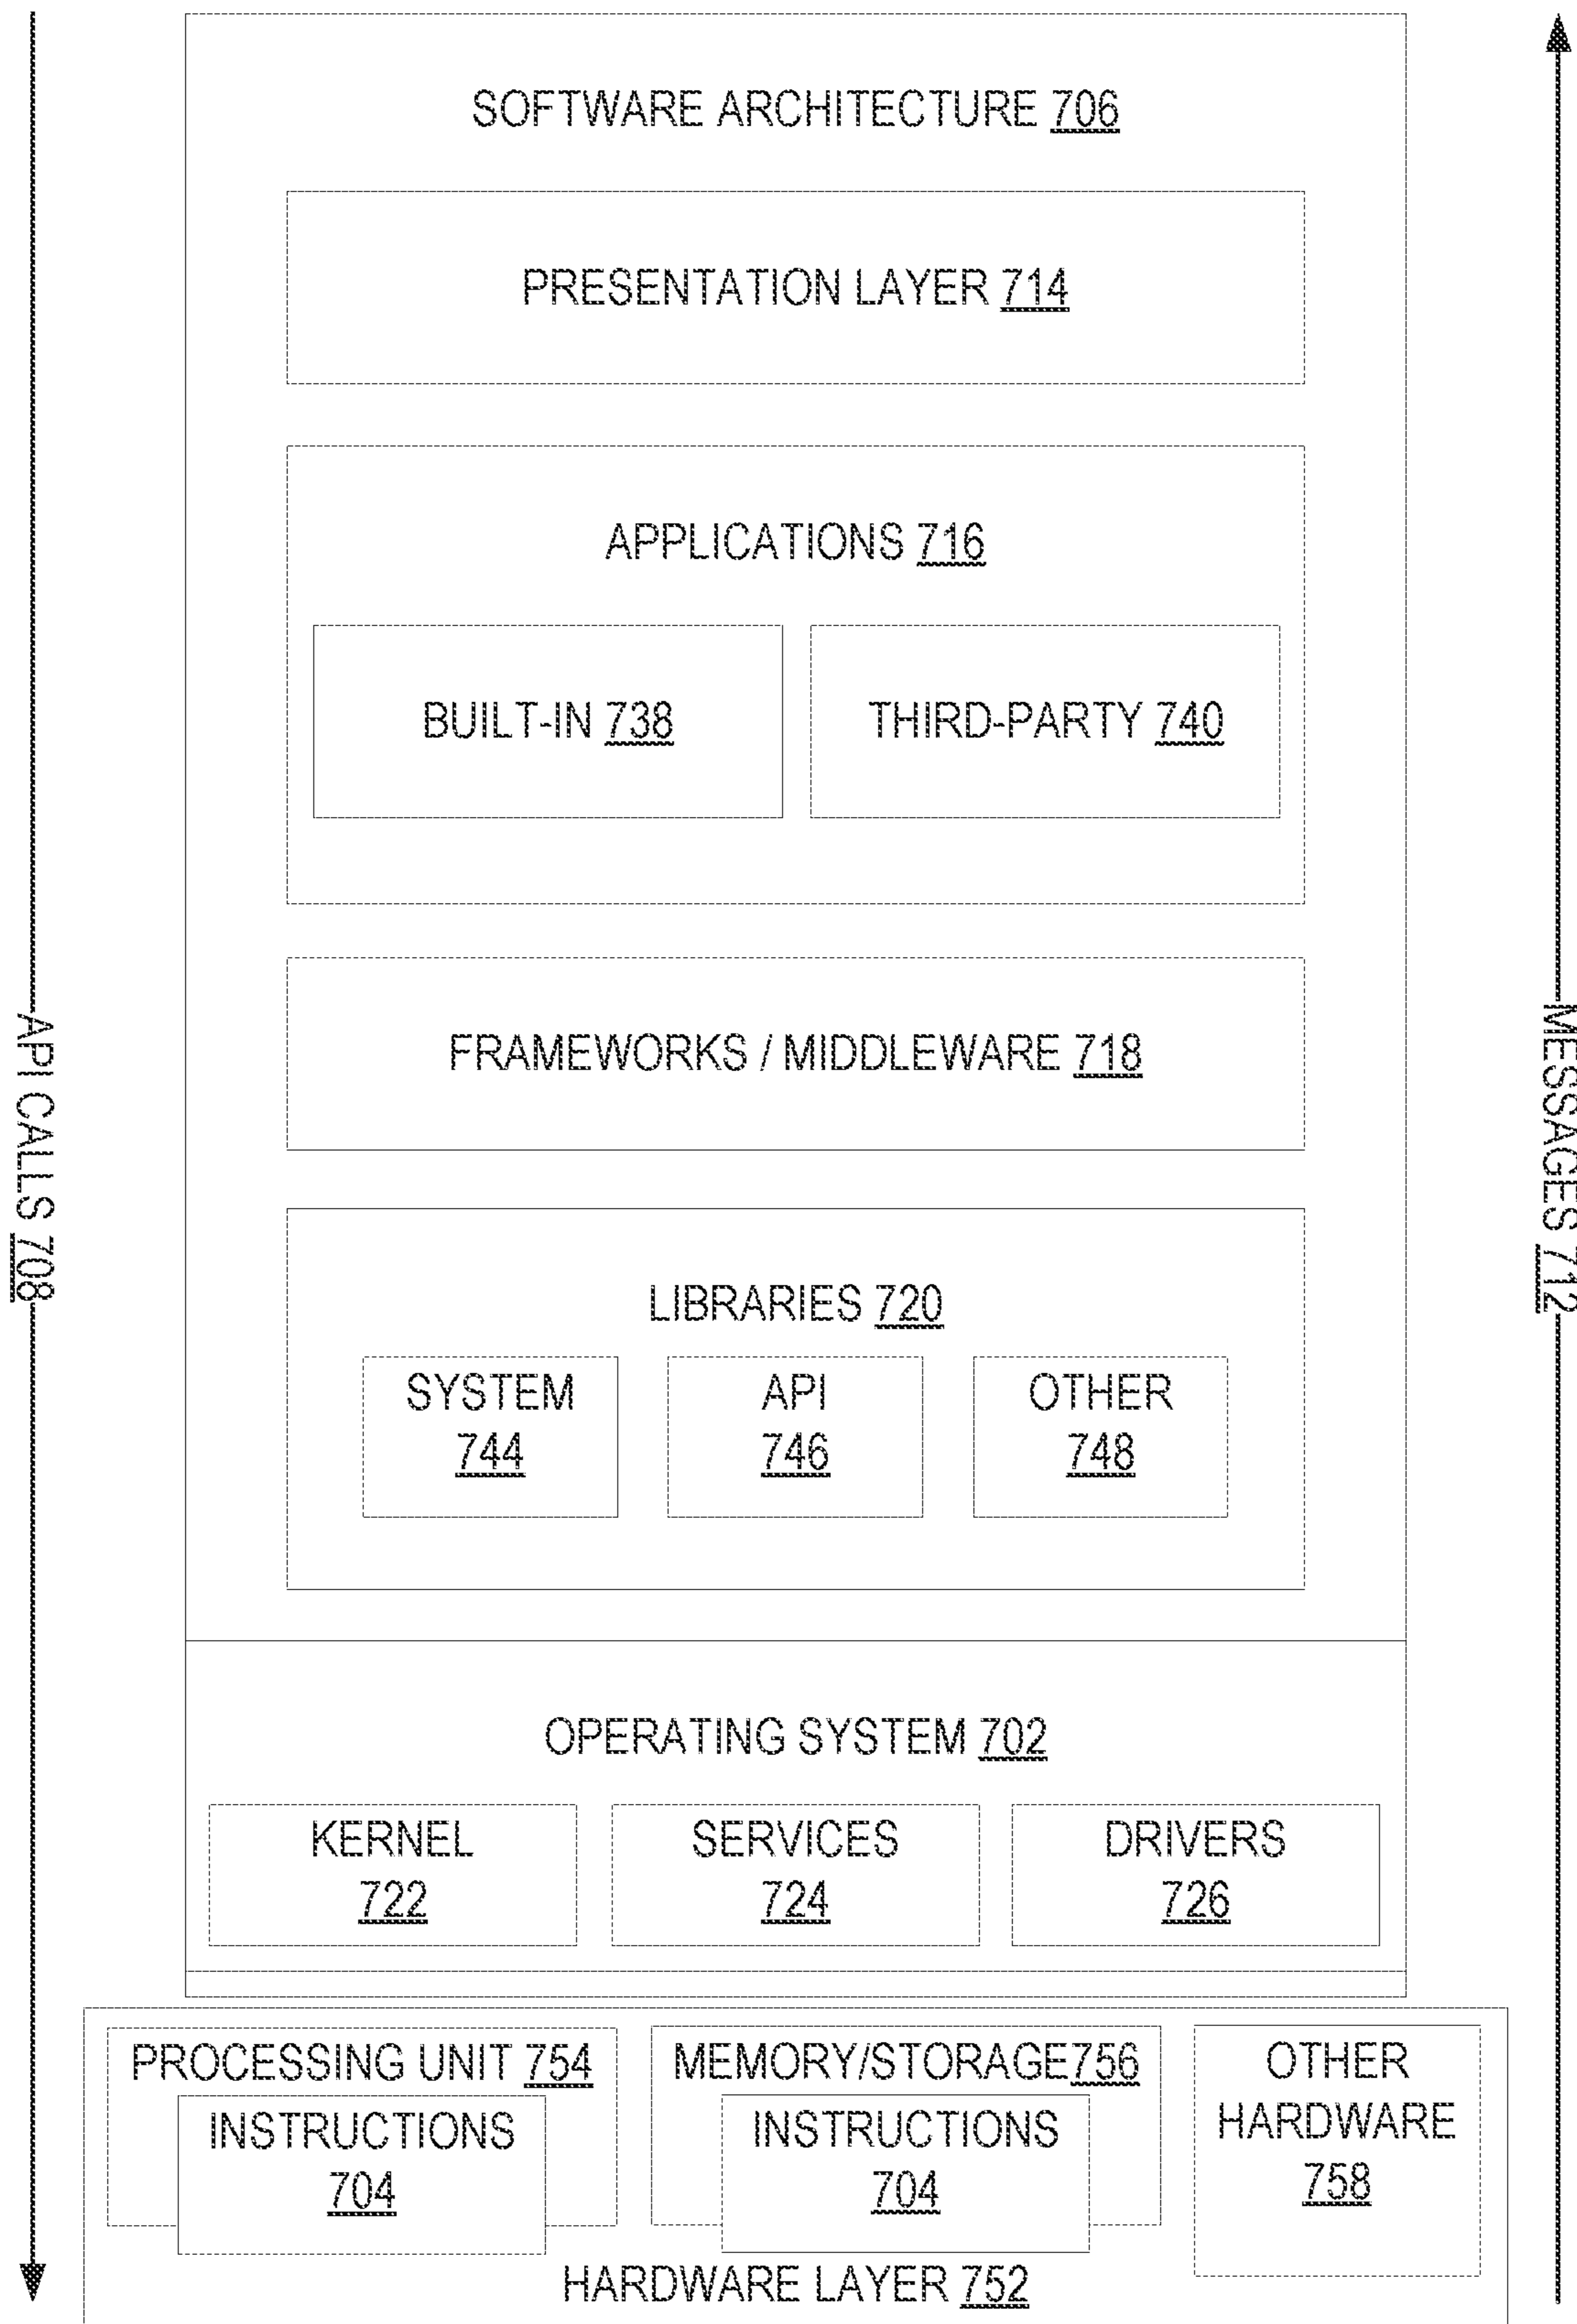 SOFTWARE ARCHITECTURE 706
PRESENTATION LAYER 714
APPLICATIONS 716
BUILT-IN 738
THIRD-PARTY 740
FRAMEWORKS / MIDDLEWARE 718
API CALLS 708
MESSAGES 712
LIBRARIES 720
SYSTEM
744
API
746
OTHER
748
OPERATING SYSTEM 702
KERNEL
722
SERVICES
724
DRIVERS
726
PROCESSING UNIT 754
INSTRUCTIONS
704
MEMORY/STORAGE756
INSTRUCTIONS
704
OTHER
HARDWARE
758
HARDWARE LAYER 752